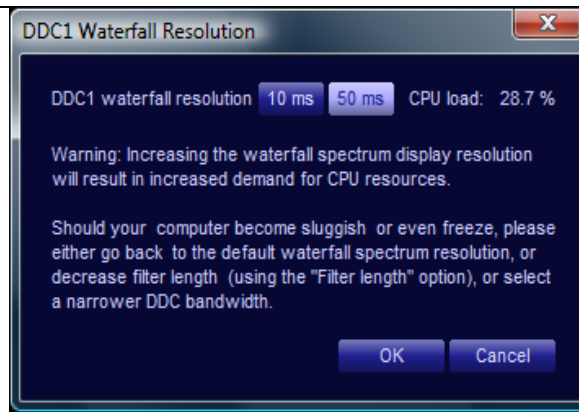 DDC1 Waterfall Resolution
X
DDC1 waterfall resolution 10 ms 50 ms CPU load: 28.7 %
Warning: Increasing the waterfall spectrum display resolution
will result in increased demand for CPU resources.
Should your computer become sluggish or even freeze, please
either go back to the default waterfall spectrum resolution, or
decrease filter length (using the "Filter length" option), or select
a narrower DDC bandwidth.
OK Cancel